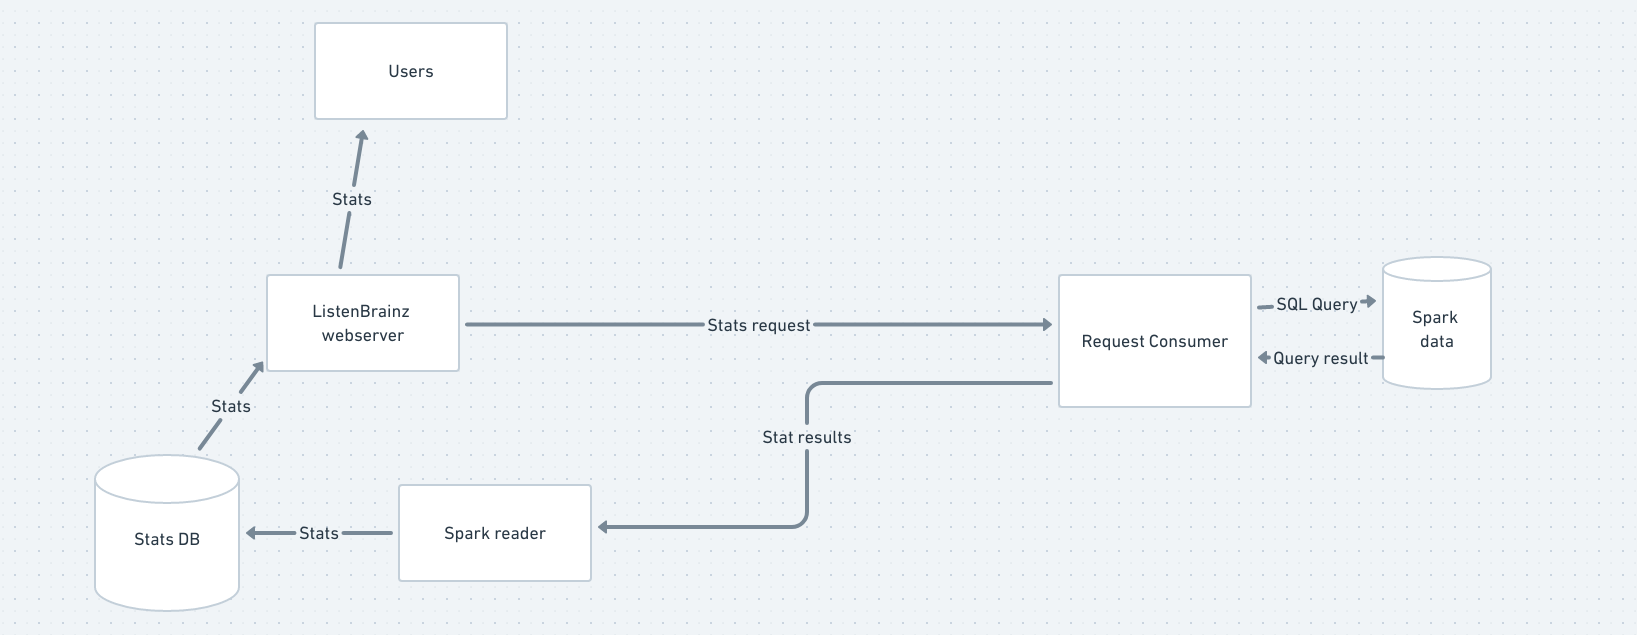 Users
Stats
ListenBrainz
webserver
Stats request
Request Consumer
SQL Query
Query result
Spark
data
Stats
Stat results
Stats DB
Stats
Spark reader